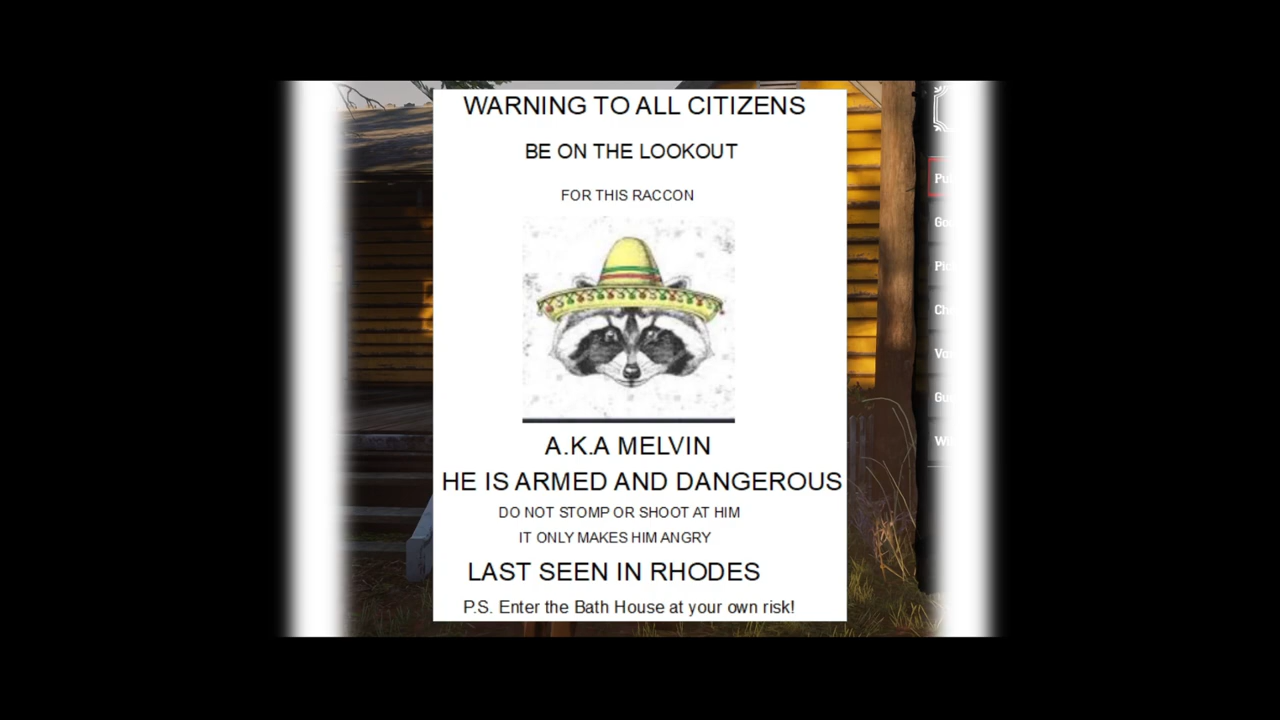 WARNING TO ALL CITIZENS
BE ON THE LOOKOUT
FOR THIS RACCON
A.K.A MELVIN
HE IS ARMED AND DANGEROUS
DO NOT STOMP OR SHOOT AT HIM
IT ONLY MAKES HIM ANGRY
LAST SEEN IN RHODES
P.S. Enter the Bath House at your own risk!